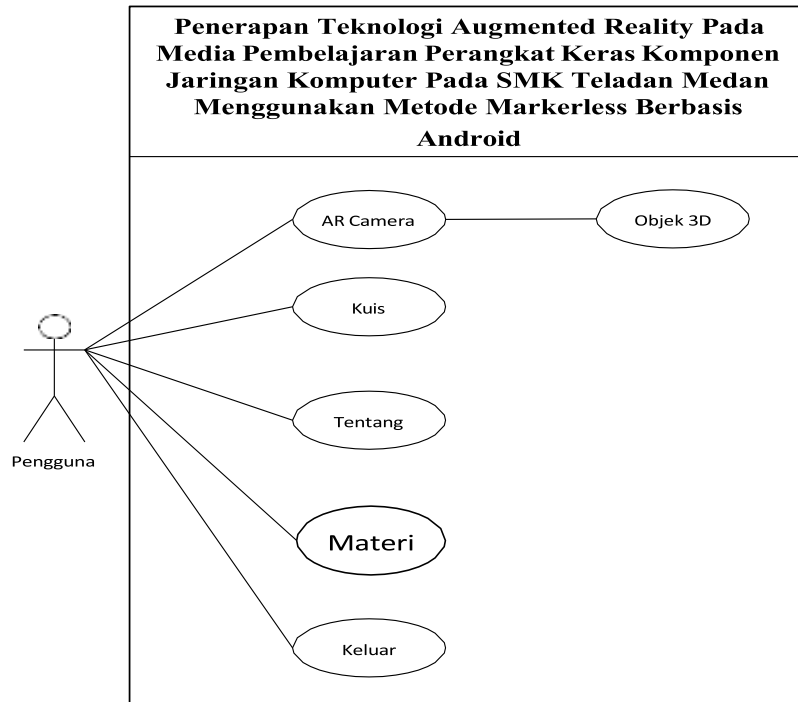 Penerapan Teknologi Augmented Reality Pada
Media Pembelajaran Perangkat Keras Komponen
Jaringan Komputer Pada SMK Teladan Medan
Menggunakan Metode Markerless Berbasis
Android
AR Camera
Objek 3D
Kuis
Tentang
Pengguna
Materi
Keluar